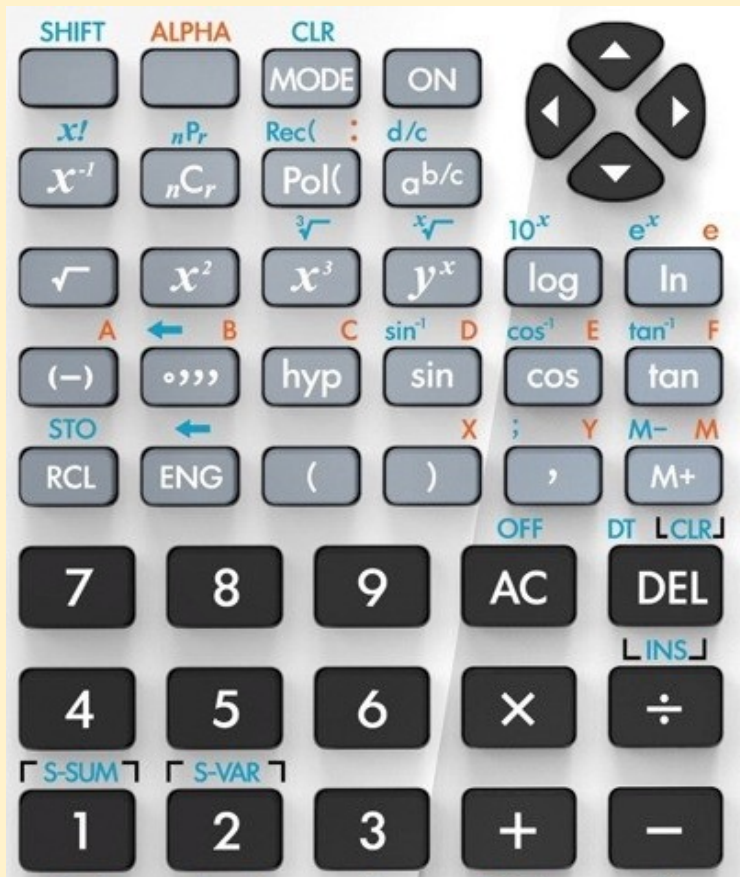 SHIFT ALPHA CLR
MODE ON
x! nPr Rec( : d/c
x⁻¹ nCr Pol( ab/c
³√ ˣ√ 10ˣ eˣ e
√ x² x³ yˣ log ln
A ← B C sin⁻¹ D cos⁻¹ E tan⁻¹ F
(–) °,,, hyp sin cos tan
STO ← X ; Y M– M
RCL ENG ( ) , M+
OFF DT CLR
7 8 9 AC DEL
INS
4 5 6 × ÷
S-SUM S-VAR
1 2 3 + −